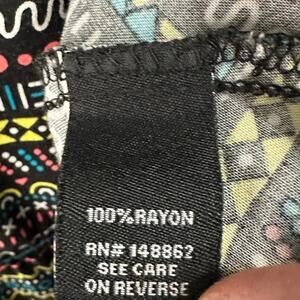 100%RAYON
RN# 148862
SEE CARE
ON REVERSE